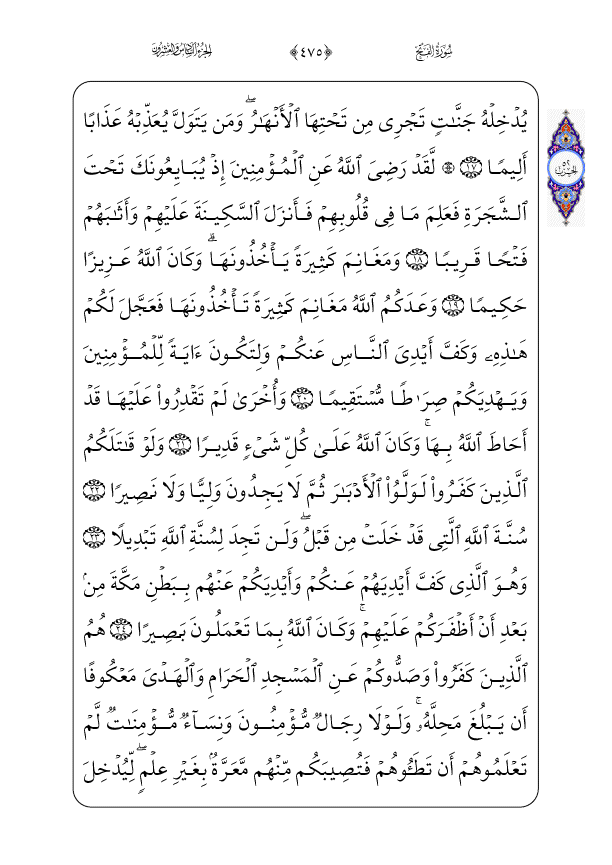 سُورَةُ الفَتۡحِ ﴿٤٧٥﴾ الجُزءُ السَّادِسُ وَالعِشرُونَ
يُدۡخِلۡهُ جَنَّٰتٖ تَجۡرِي مِن تَحۡتِهَا ٱلۡأَنۡهَٰرُۖ وَمَن يَتَوَلَّ يُعَذِّبۡهُ عَذَابًا
أَلِيمٗا ١٧ ۞ لَّقَدۡ رَضِيَ ٱللَّهُ عَنِ ٱلۡمُؤۡمِنِينَ إِذۡ يُبَايِعُونَكَ تَحۡتَ
ٱلشَّجَرَةِ فَعَلِمَ مَا فِي قُلُوبِهِمۡ فَأَنزَلَ ٱلسَّكِينَةَ عَلَيۡهِمۡ وَأَثَٰبَهُمۡ
فَتۡحٗا قَرِيبٗا ١٨ وَمَغَانِمَ كَثِيرَةٗ يَأۡخُذُونَهَاۗ وَكَانَ ٱللَّهُ عَزِيزًا
حَكِيمٗا ١٩ وَعَدَكُمُ ٱللَّهُ مَغَانِمَ كَثِيرَةٗ تَأۡخُذُونَهَا فَعَجَّلَ لَكُمۡ
هَٰذِهِۦ وَكَفَّ أَيۡدِيَ ٱلنَّاسِ عَنكُمۡ وَلِتَكُونَ ءَايَةٗ لِّلۡمُؤۡمِنِينَ
وَيَهۡدِيَكُمۡ صِرَٰطٗا مُّسۡتَقِيمٗا ٢٠ وَأُخۡرَىٰ لَمۡ تَقۡدِرُواْ عَلَيۡهَا قَدۡ
أَحَاطَ ٱللَّهُ بِهَاۚ وَكَانَ ٱللَّهُ عَلَىٰ كُلِّ شَيۡءٖ قَدِيرٗا ٢١ وَلَوۡ قَٰتَلَكُمُ
ٱلَّذِينَ كَفَرُواْ لَوَلَّوُاْ ٱلۡأَدۡبَٰرَ ثُمَّ لَا يَجِدُونَ وَلِيّٗا وَلَا نَصِيرٗا ٢٢
سُنَّةَ ٱللَّهِ ٱلَّتِي قَدۡ خَلَتۡ مِن قَبۡلُۖ وَلَن تَجِدَ لِسُنَّةِ ٱللَّهِ تَبۡدِيلٗا ٢٣
وَهُوَ ٱلَّذِي كَفَّ أَيۡدِيَهُمۡ عَنكُمۡ وَأَيۡدِيَكُمۡ عَنۡهُم بِبَطۡنِ مَكَّةَ مِنۢ
بَعۡدِ أَنۡ أَظۡفَرَكُمۡ عَلَيۡهِمۡۚ وَكَانَ ٱللَّهُ بِمَا تَعۡمَلُونَ بَصِيرًا ٢٤ هُمُ
ٱلَّذِينَ كَفَرُواْ وَصَدُّوكُمۡ عَنِ ٱلۡمَسۡجِدِ ٱلۡحَرَامِ وَٱلۡهَدۡيَ مَعۡكُوفًا
أَن يَبۡلُغَ مَحِلَّهُۥۚ وَلَوۡلَا رِجَالٞ مُّؤۡمِنُونَ وَنِسَآءٞ مُّؤۡمِنَٰتٞ لَّمۡ
تَعۡلَمُوهُمۡ أَن تَطَـُٔوهُمۡ فَتُصِيبَكُم مِّنۡهُم مَّعَرَّةُۢ بِغَيۡرِ عِلۡمٖۖ لِّيُدۡخِلَ
الحزب